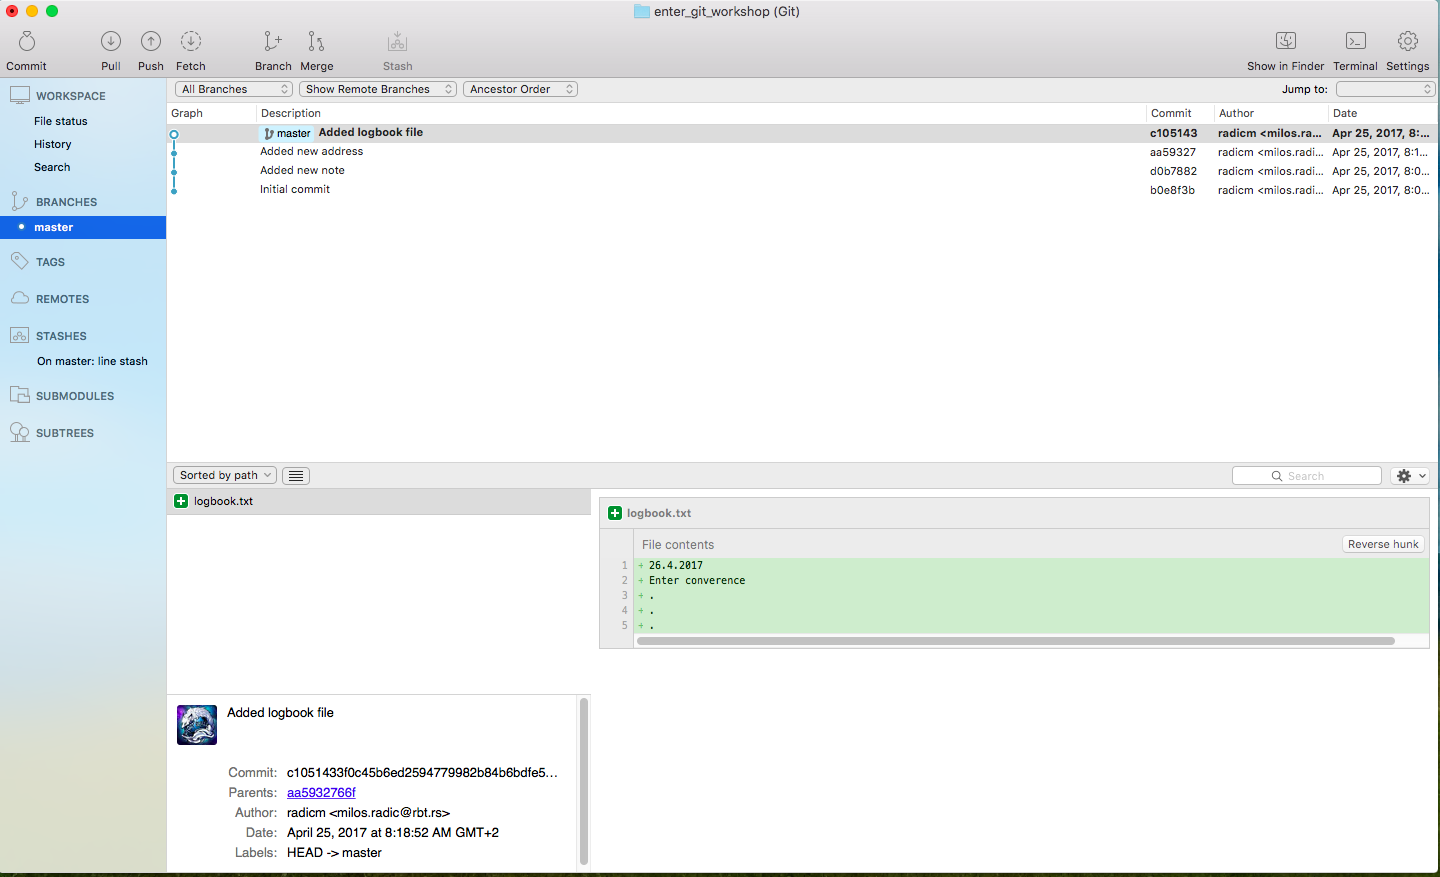 enter_git_workshop (Git)
Commit Pull Push Fetch Branch Merge Stash Show in Finder Terminal Settings
WORKSPACE
File status
History
Search
BRANCHES
master
TAGS
REMOTES
STASHES
On master: line stash
SUBMODULES
SUBTREES
All Branches Show Remote Branches Ancestor Order Jump to:
Graph Description Commit Author Date
master Added logbook file c105143 radicm <milos.ra... Apr 25, 2017, 8:...
Added new address aa59327 radicm <milos.radi... Apr 25, 2017, 8:1...
Added new note d0b7882 radicm <milos.radi... Apr 25, 2017, 8:0...
Initial commit b0e8f3b radicm <milos.radi... Apr 25, 2017, 8:0...
Sorted by path Search
logbook.txt
Added logbook file
Commit: c1051433f0c45b6ed2594779982b84b6bdfe5...
Parents: aa5932766f
Author: radicm <milos.radic@rbt.rs>
Date: April 25, 2017 at 8:18:52 AM GMT+2
Labels: HEAD -> master
logbook.txt
File contents Reverse hunk
1 + 26.4.2017
2 + Enter converence
3 + .
4 + .
5 + .